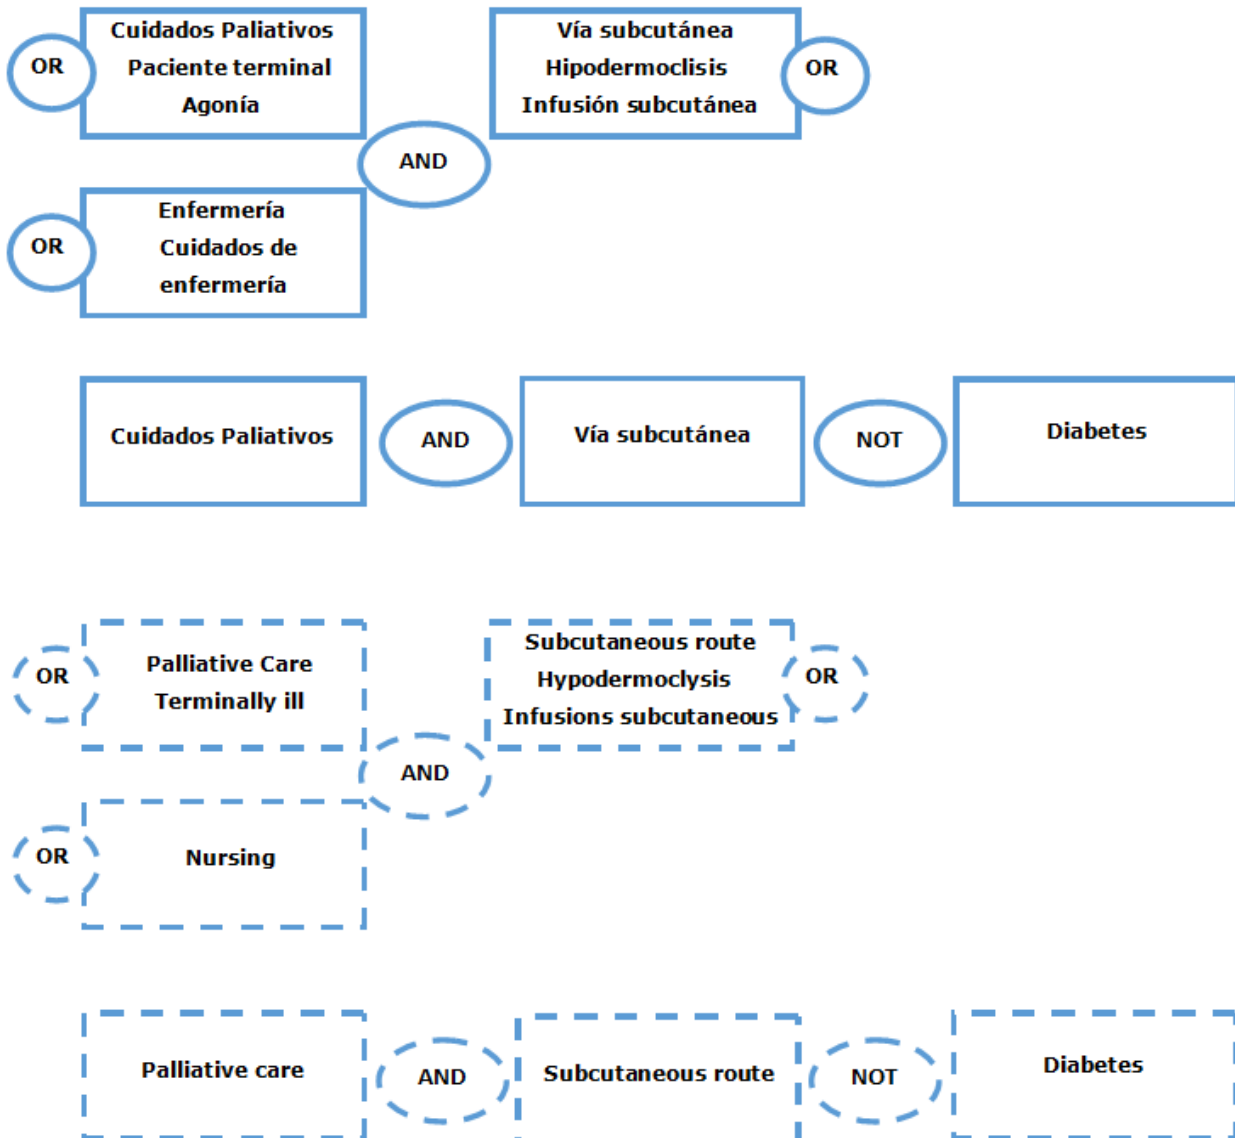 OR
Cuidados Paliativos
Paciente terminal
Agonía
Vía subcutánea
Hipodermoclisis
Infusión subcutánea
OR
AND
OR
Enfermería
Cuidados de
enfermería
Cuidados Paliativos
AND
Vía subcutánea
NOT
Diabetes
OR
Palliative Care
Terminally ill
Subcutaneous route
Hypodermoclysis
Infusions subcutaneous
OR
AND
OR
Nursing
Palliative care
AND
Subcutaneous route
NOT
Diabetes